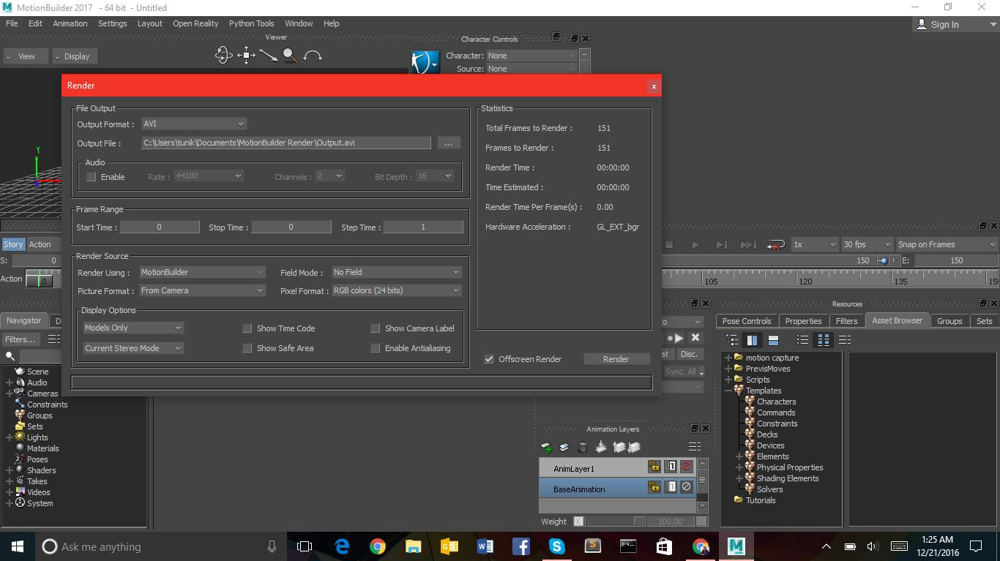 MotionBuilder 2017 - 64 bit - Untitled
File Edit Animation Settings Layout Open Reality Python Tools Window Help
Sign In
Viewer
View Display
Character Controls
Character: None
Source: None
Render
x
File Output
Output Format : AVI
Output File : C:\Users\tunik\Documents\MotionBuilder Render\Output.avi ...
Audio
Enable Rate : 44100 Channels : 2 Bit Depth : 16
Frame Range
Start Time : 0 Stop Time : 0 Step Time : 1
Render Source
Render Using : MotionBuilder Field Mode : No Field
Picture Format : From Camera Pixel Format : RGB colors (24 bits)
Display Options
Models Only Show Time Code Show Camera Label
Current Stereo Mode Show Safe Area Enable Antialiasing
Statistics
Total Frames to Render : 151
Frames to Render : 151
Render Time : 00:00:00
Time Estimated : 00:00:00
Render Time Per Frame(s) : 0.00
Hardware Acceleration : GL_EXT_bgr
Offscreen Render Render
Y
Story Action
S: 0
Action 0
1x 30 fps Snap on Frames
150 E: 150
105 120 135 150
Navigator D
Filters...
Scene
Audio
Cameras
Constraints
Groups
Sets
Lights
Materials
Poses
Shaders
Takes
Videos
System
at Disc.
Sync. All
Animation Layers
AnimLayer1 1
BaseAnimation 1
Weight K 100.00 A
Resources
Pose Controls Properties Filters Asset Browser Groups Sets
motion capture
PrevisMoves
Scripts
Templates
Characters
Commands
Constraints
Decks
Devices
Elements
Physical Properties
Shading Elements
Solvers
Tutorials
Ask me anything
1:25 AM
12/21/2016